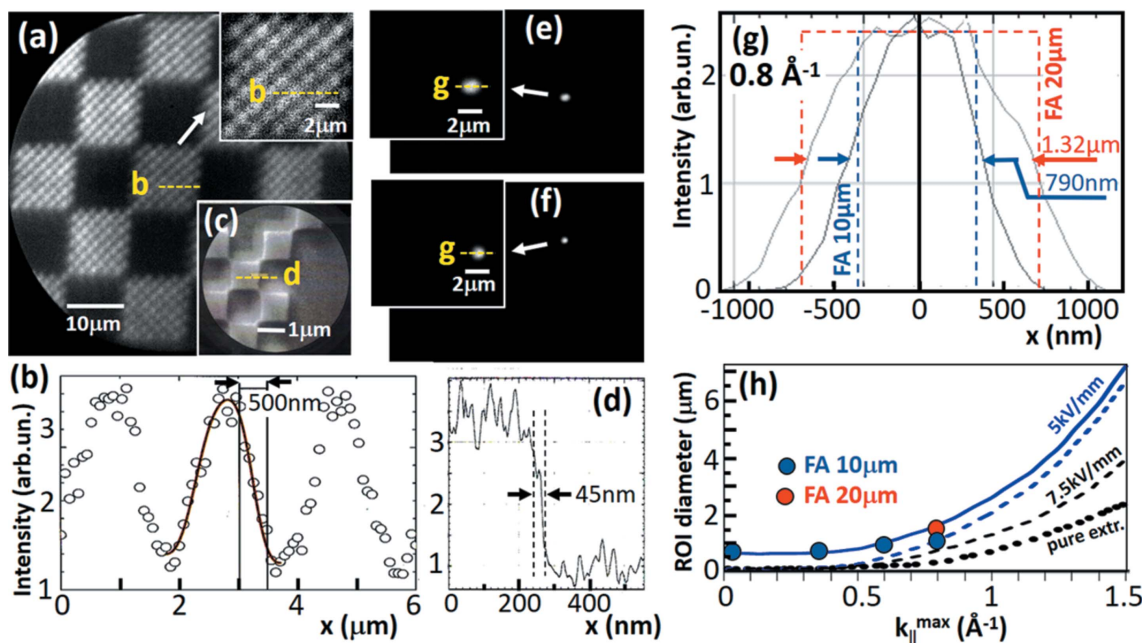 (a)
b
2μm
b
(c)
d
1μm
10μm
(e)
g
2μm
(f)
g
2μm
(g)
0.8 Å-1
Intensity (arb.un.)
2
1
0
FA 20μm
FA 10μm
1.32μm
790nm
-1000
-500
0
500
1000
x (nm)
(b)
500nm
Intensity (arb.un.)
3
2
1
0
2
4
6
x (μm)
(d)
3
2
1
45nm
0
200
400
x (nm)
(h)
ROI diameter (μm)
6
4
2
0
FA 10μm
FA 20μm
5kV/mm
7.5kV/mm
pure extr.
0
0.5
1.0
1.5
k||max (Å-1)